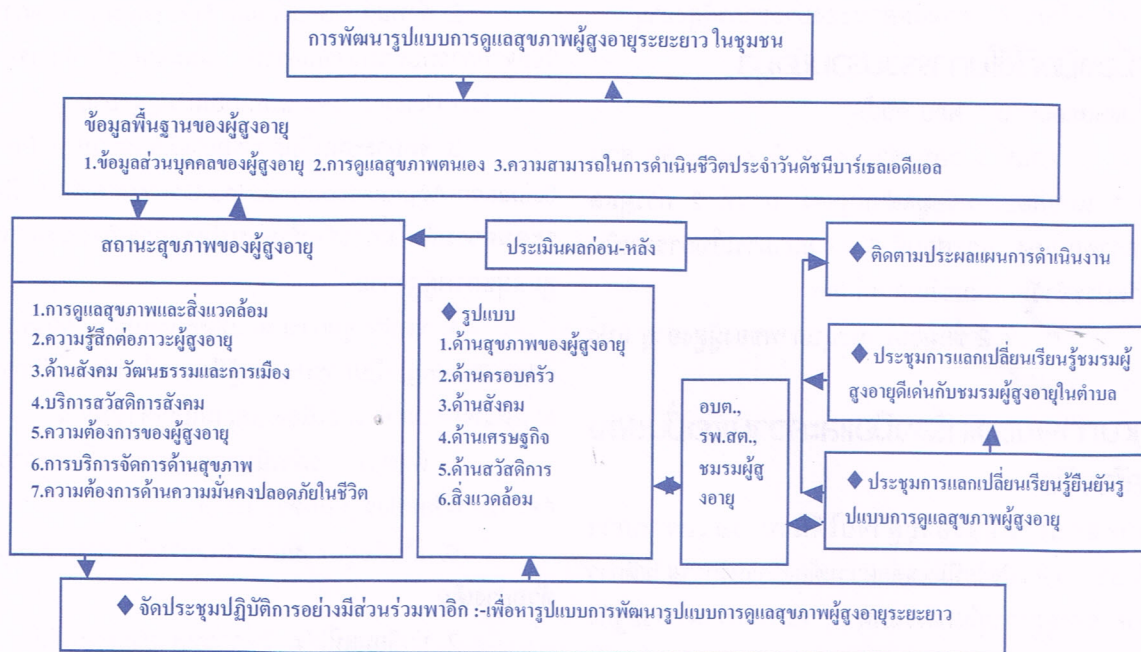 การพัฒนารูปแบบการดูแลสุขภาพผู้สูงอายุระยะยาว ในชุมชน
ข้อมูลพื้นฐานของผู้สูงอายุ
1.ข้อมูลส่วนบุคคลของผู้สูงอายุ 2.การดูแลสุขภาพตนเอง 3.ความสามารถในการดำเนินชีวิตประจำวันดัชนีบาร์เธลเอดีแอล
สถานะสุขภาพของผู้สูงอายุ
1.การดูแลสุขภาพและสิ่งแวดล้อม
2.ความรู้สึกต่อภาวะผู้สูงอายุ
3.ด้านสังคม วัฒนธรรมและการเมือง
4.บริการสวัสดิการสังคม
5.ความต้องการของผู้สูงอายุ
6.การบริการจัดการด้านสุขภาพ
7.ความต้องการด้านความมั่นคงปลอดภัยในชีวิต
ประเมินผลก่อน-หลัง
◆ รูปแบบ
1.ด้านสุขภาพของผู้สูงอายุ
2.ด้านครอบครัว
3.ด้านสังคม
4.ด้านเศรษฐกิจ
5.ด้านสวัสดิการ
6.สิ่งแวดล้อม
อบต.,
รพ.สต.,
ชมรมผู้สู
งอายุ
◆ ติดตามประผลแผนการดำเนินงาน
◆ ประชุมการแลกเปลี่ยนเรียนรู้ชมรมผู้
สูงอายุดีเด่นกับชมรมผู้สูงอายุในตำบล
◆ ประชุมการแลกเปลี่ยนเรียนรู้ยืนยันรู
ปแบบการดูแลสุขภาพผู้สูงอายุ
◆ จัดประชุมปฏิบัติการอย่างมีส่วนร่วมพาอิก :-เพื่อหารูปแบบการพัฒนารูปแบบการดูแลสุขภาพผู้สูงอายุระยะยาว